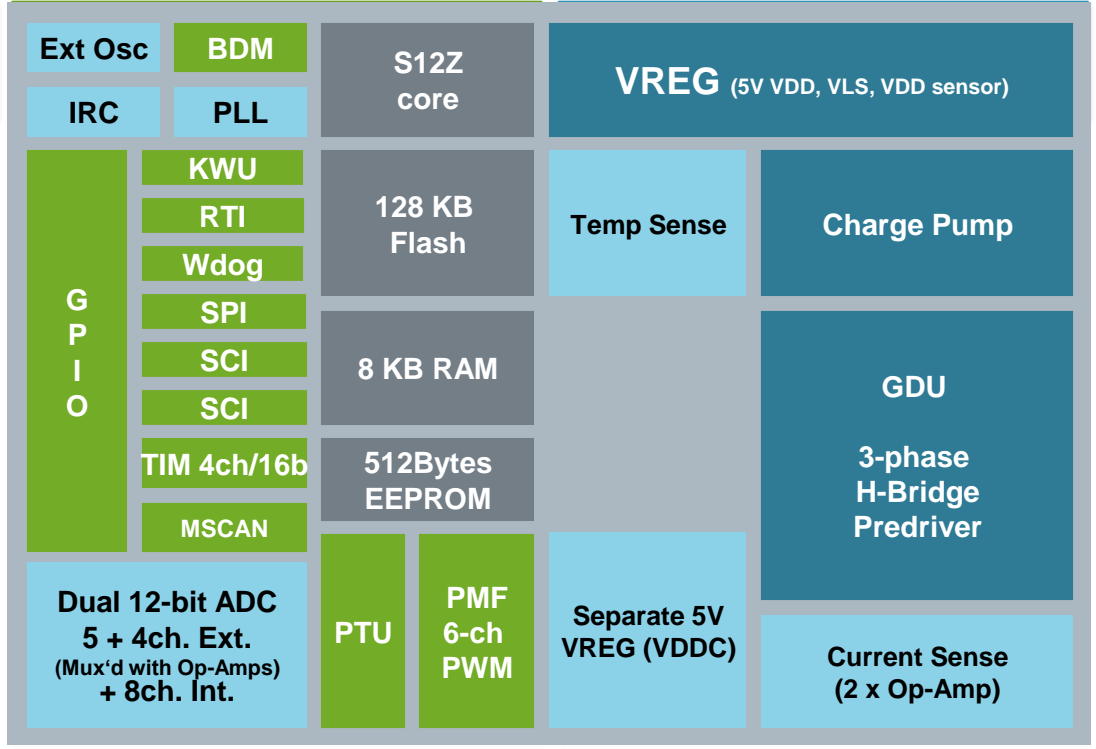 Ext Osc
BDM
S12Z
core
VREG (5V VDD, VLS, VDD sensor)
IRC
PLL
KWU
RTI
Wdog
SPI
SCI
SCI
TIM 4ch/16b
MSCAN
G
P
I
O
128 KB
Flash
Temp Sense
Charge Pump
8 KB RAM
GDU
3-phase
H-Bridge
Predriver
512Bytes
EEPROM
Dual 12-bit ADC
5 + 4ch. Ext.
(Mux‘d with Op-Amps)
+ 8ch. Int.
PTU
PMF
6-ch
PWM
Separate 5V
VREG (VDDC)
Current Sense
(2 x Op-Amp)